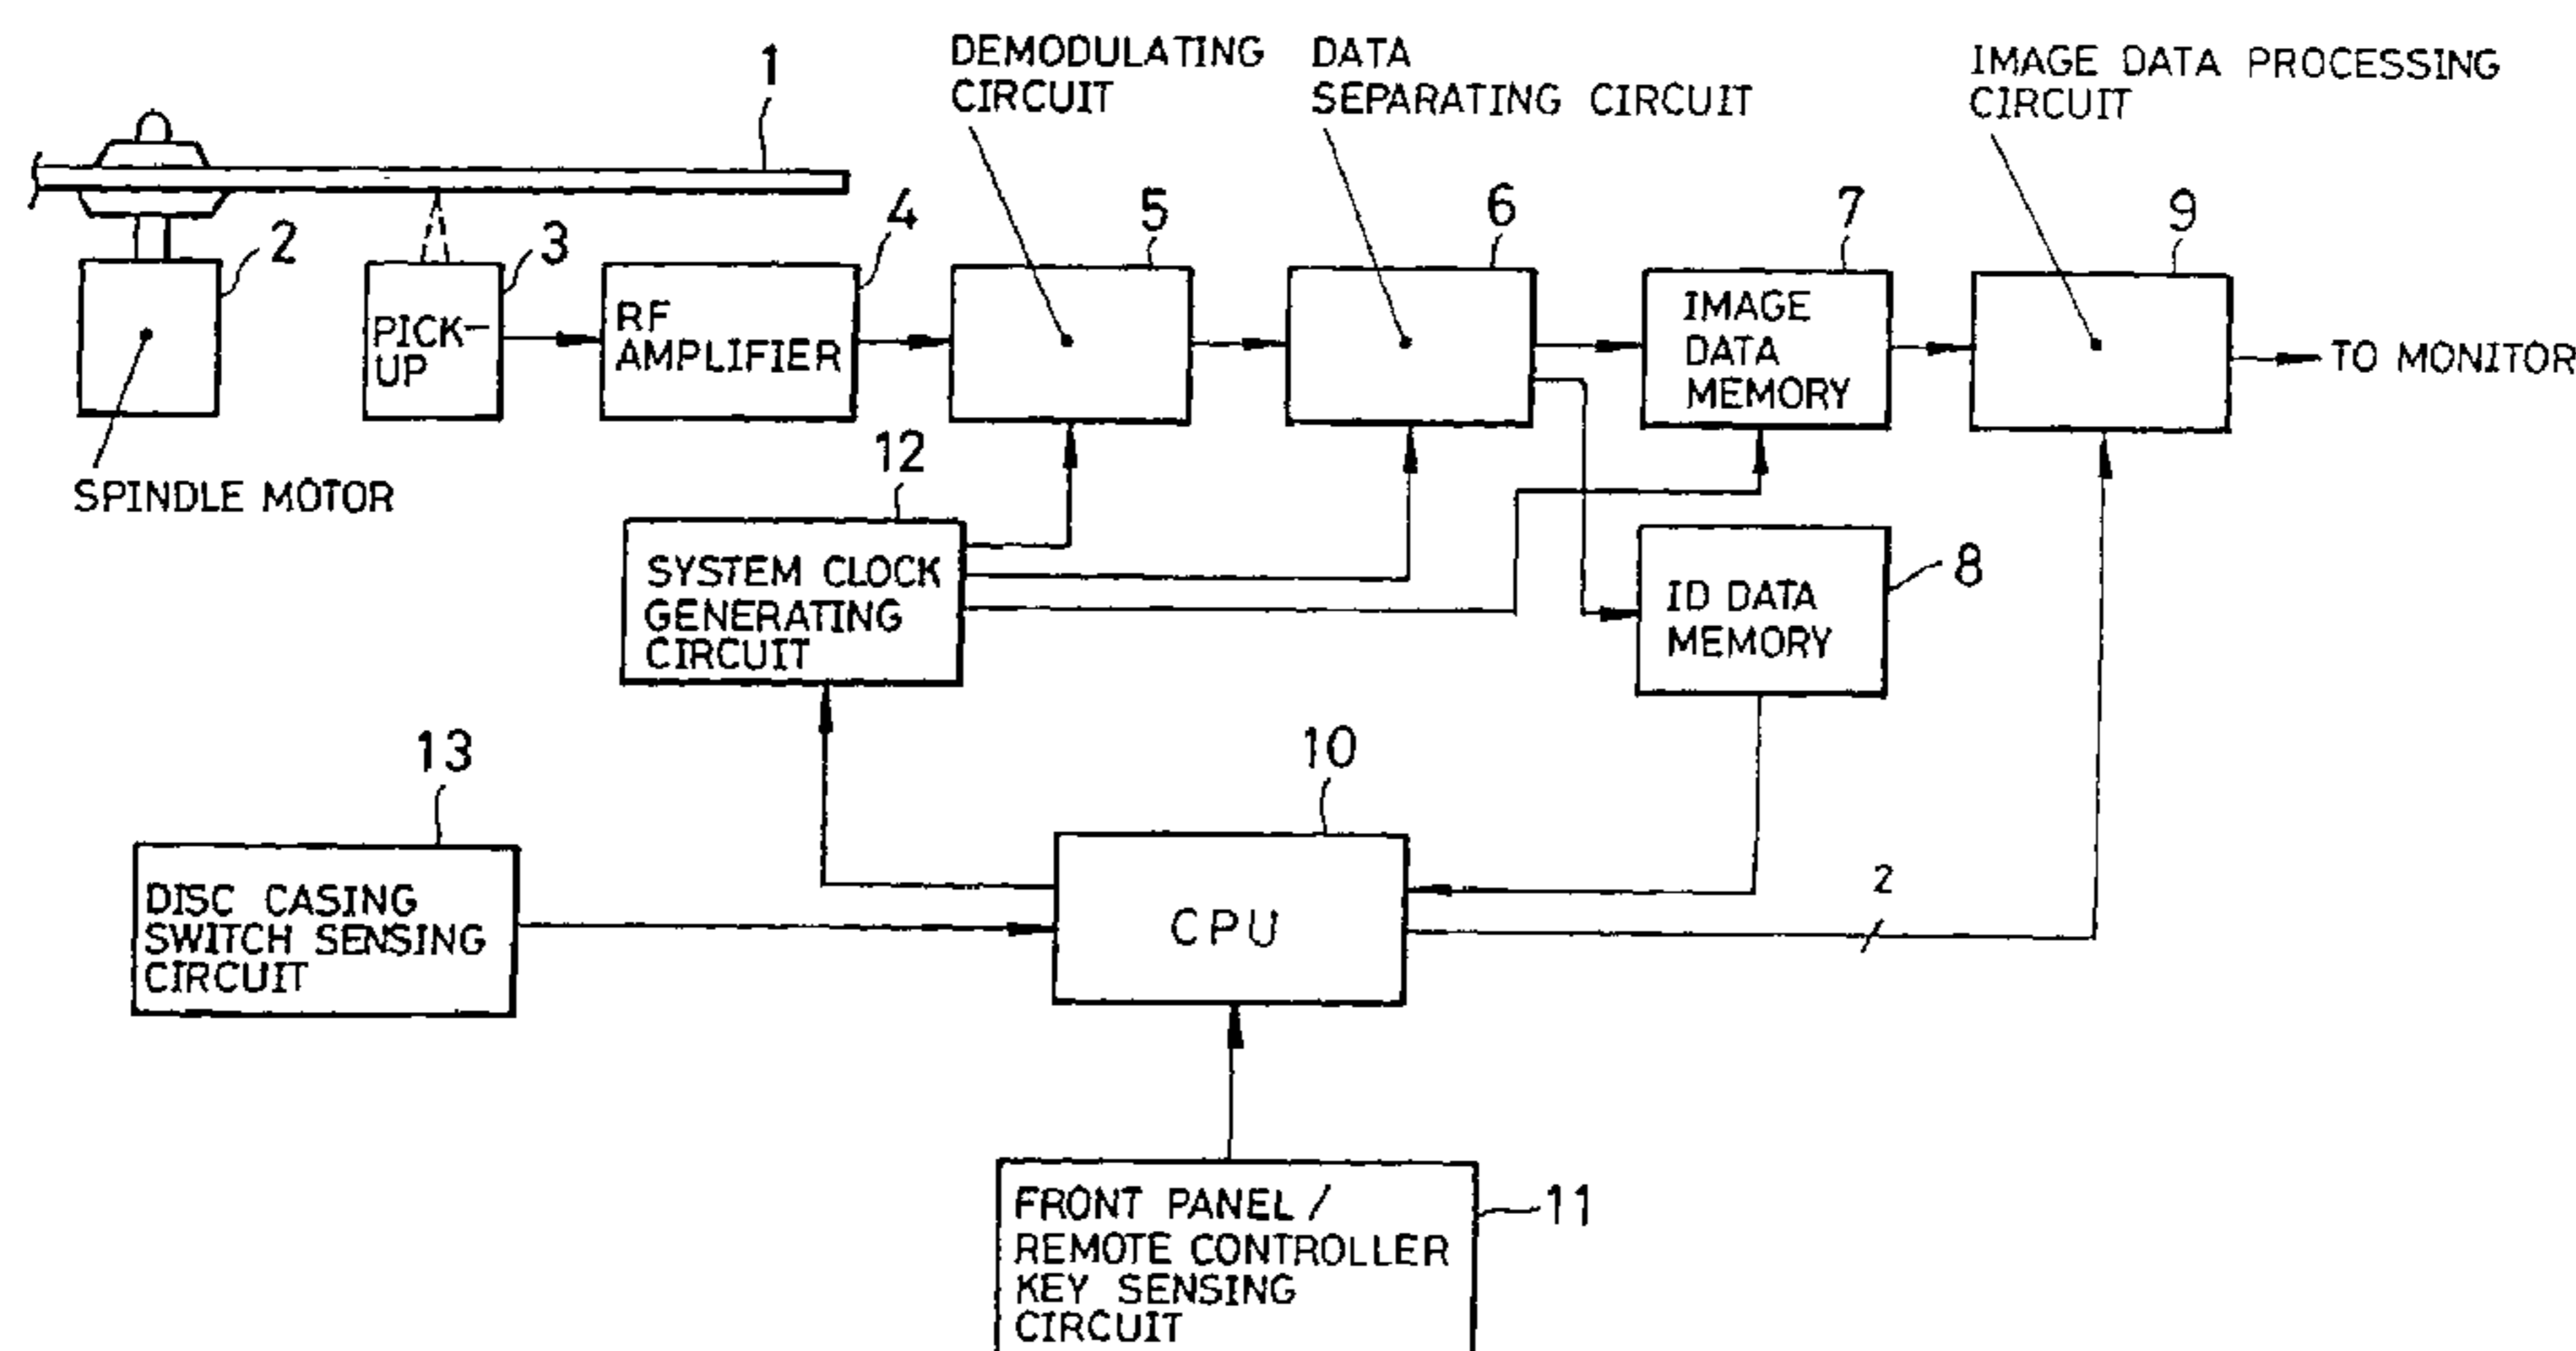 DEMODULATING
CIRCUIT
DATA
SEPARATING CIRCUIT
IMAGE DATA PROCESSING
CIRCUIT
1
2
3
4
5
6
7
9
PICK-
UP
RF
AMPLIFIER
IMAGE
DATA
MEMORY
TO MONITOR
SPINDLE MOTOR
12
SYSTEM CLOCK
GENERATING
CIRCUIT
8
ID DATA
MEMORY
13
10
DISC CASING
SWITCH SENSING
CIRCUIT
CPU
2
11
FRONT PANEL /
REMOTE CONTROLLER
KEY SENSING
CIRCUIT